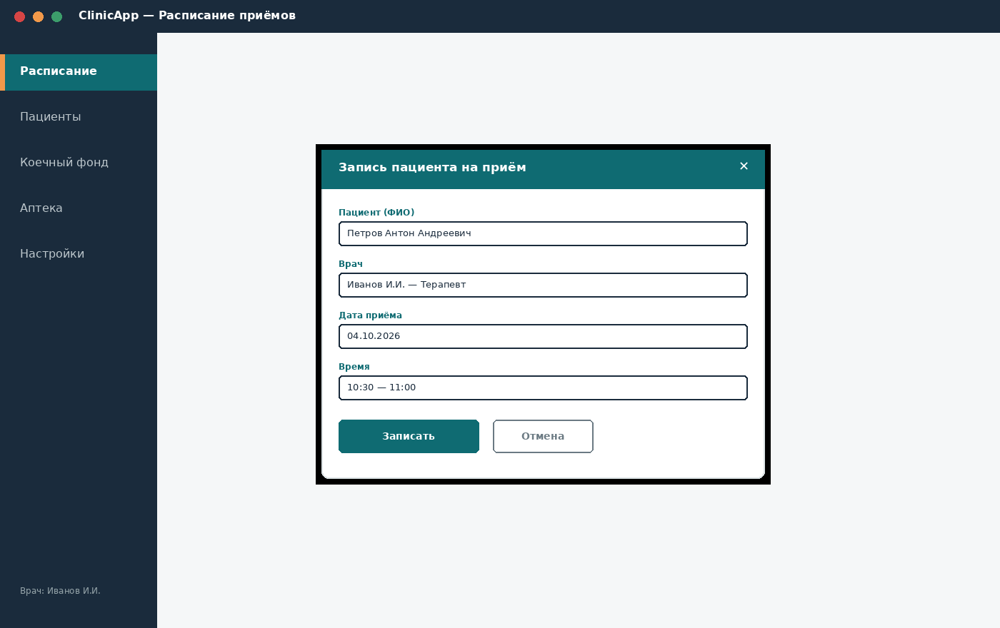 ClinicApp — Расписание приёмов
Расписание
Пациенты
Коечный фонд
Аптека
Настройки
Врач: Иванов И.И.
Запись пациента на приём
✕
Пациент (ФИО)
Петров Антон Андреевич
Врач
Иванов И.И. — Терапевт
Дата приёма
04.10.2026
Время
10:30 — 11:00
Записать
Отмена